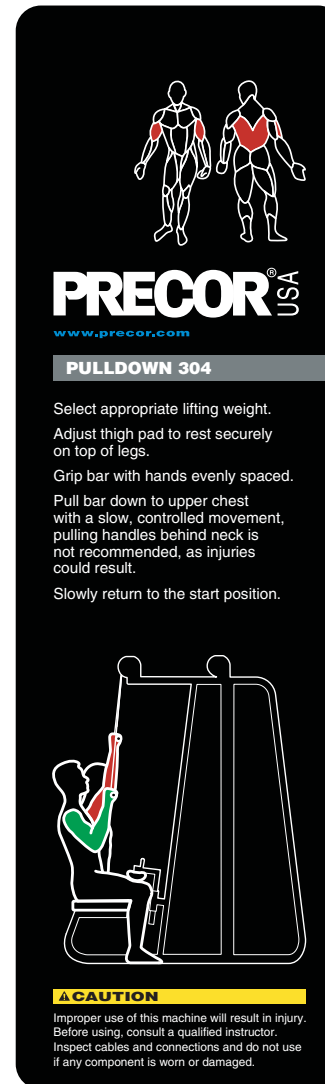 PRECOR® USA
www.precor.com
PULLDOWN 304
Select appropriate lifting weight.
Adjust thigh pad to rest securely
on top of legs.
Grip bar with hands evenly spaced.
Pull bar down to upper chest
with a slow, controlled movement,
pulling handles behind neck is
not recommended, as injuries
could result.
Slowly return to the start position.
⚠CAUTION
Improper use of this machine will result in injury.
Before using, consult a qualified instructor.
Inspect cables and connections and do not use
if any component is worn or damaged.